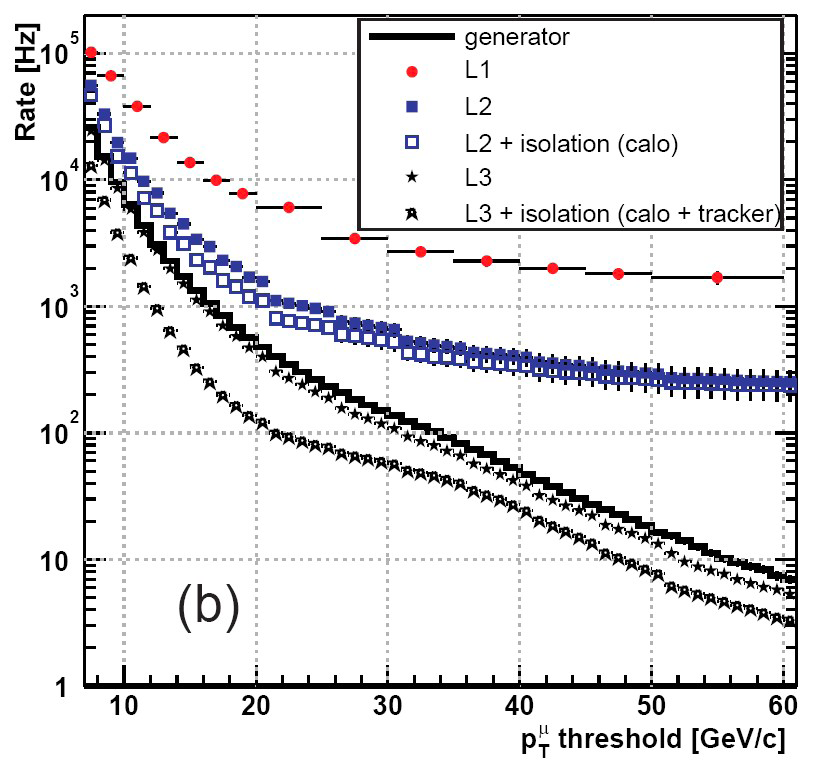 Rate [Hz]
10^5
10^4
10^3
10^2
10
1
generator
L1
L2
L2 + isolation (calo)
L3
L3 + isolation (calo + tracker)
(b)
10 20 30 40 50 60
p_T^μ threshold [GeV/c]